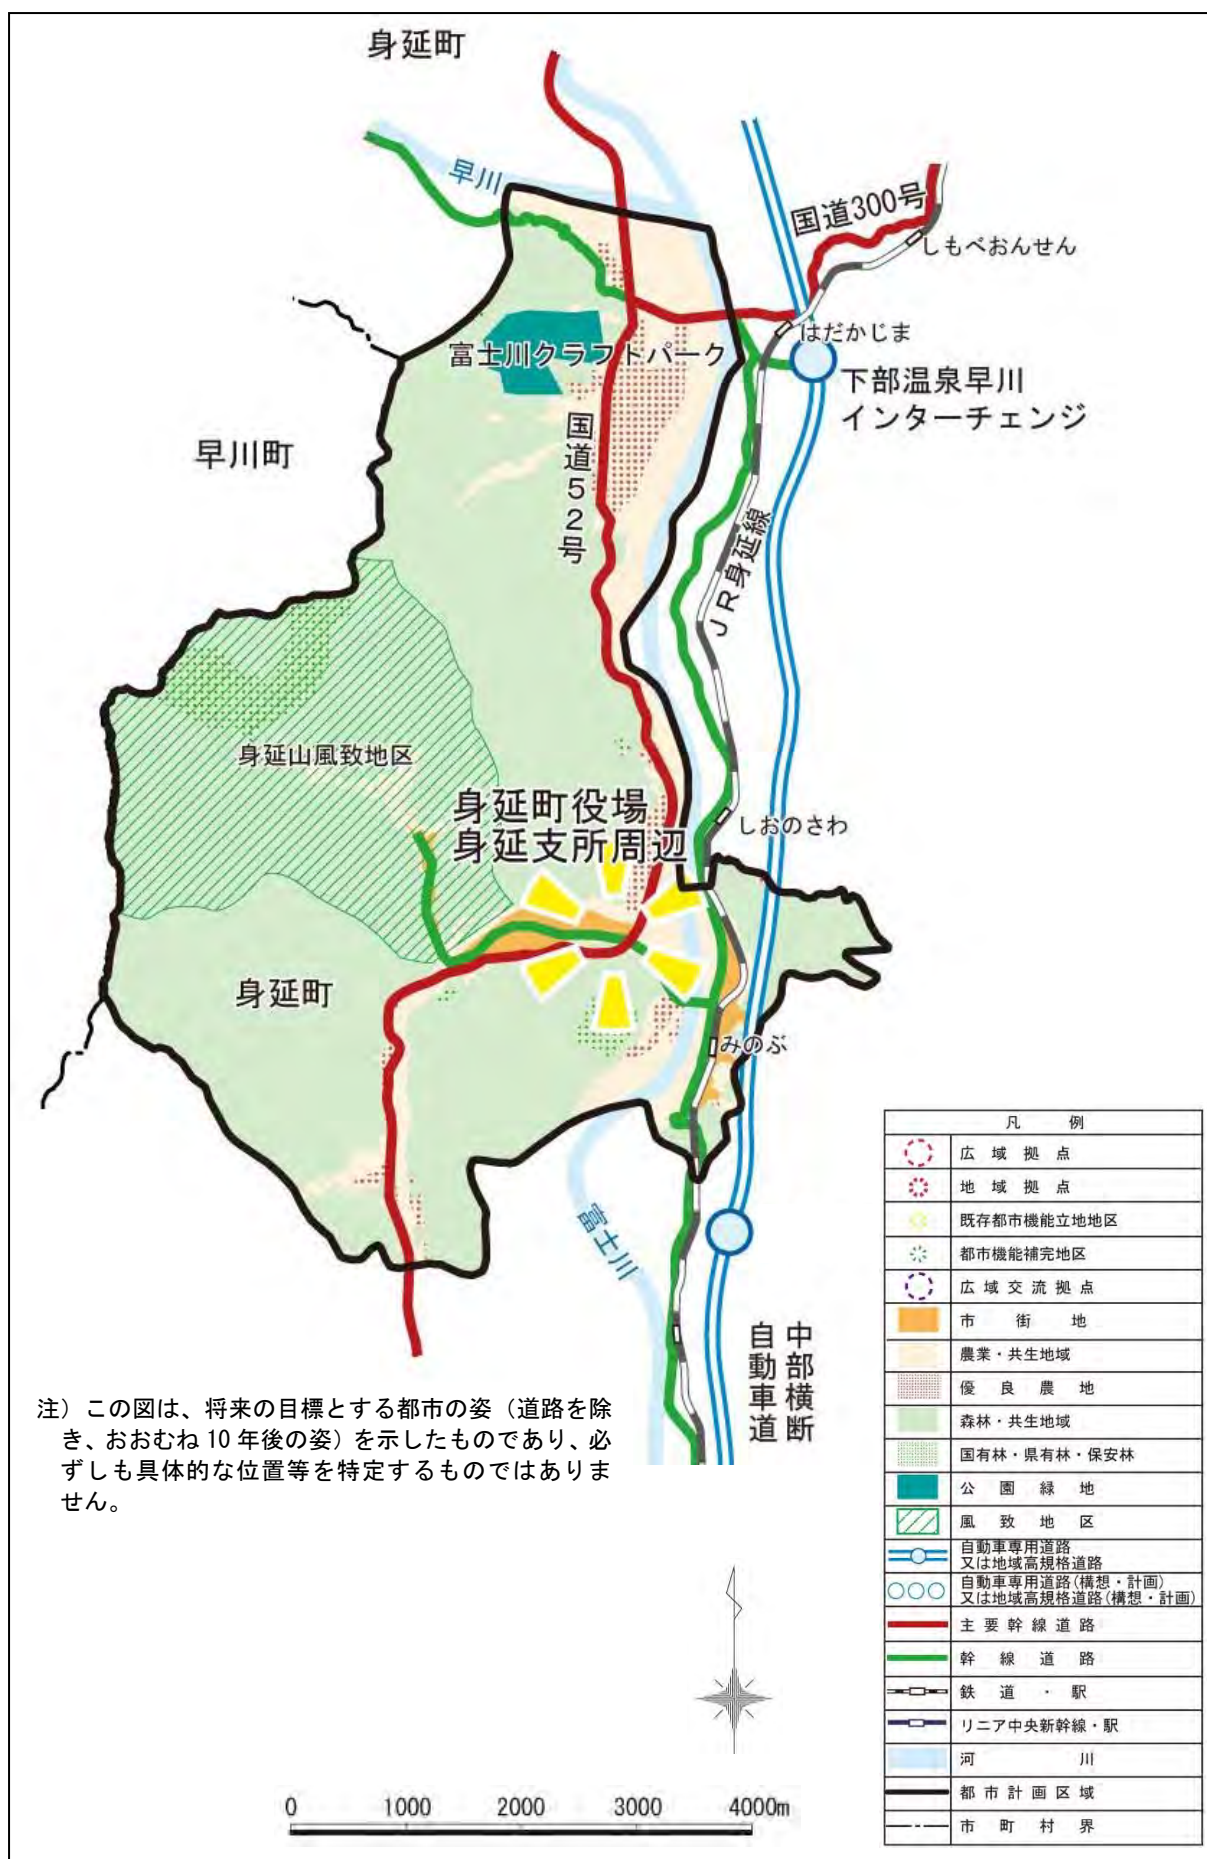 身延町
早川
国道300号
しもべおんせん
はだかじま
富士川クラフトパーク
下部温泉早川
インターチェンジ
国道52号
早川町
JR身延線
身延山風致地区
身延町役場
身延支所周辺
しおのさわ
身延町
みのぶ
富士川
中部横断
自動車道
注）この図は、将来の目標とする都市の姿（道路を除
き、おおむね10年後の姿）を示したものであり、必
ずしも具体的な位置等を特定するものではありま
せん。
0 1000 2000 3000 4000m
凡例
広域拠点
地域拠点
既存都市機能立地地区
都市機能補完地区
広域交流拠点
市街地
農業・共生地域
優良農地
森林・共生地域
国有林・県有林・保安林
公園緑地
風致地区
自動車専用道路
又は地域高規格道路
自動車専用道路(構想・計画)
又は地域高規格道路(構想・計画)
主要幹線道路
幹線道路
鉄道・駅
リニア中央新幹線・駅
河川
都市計画区域
市町村界